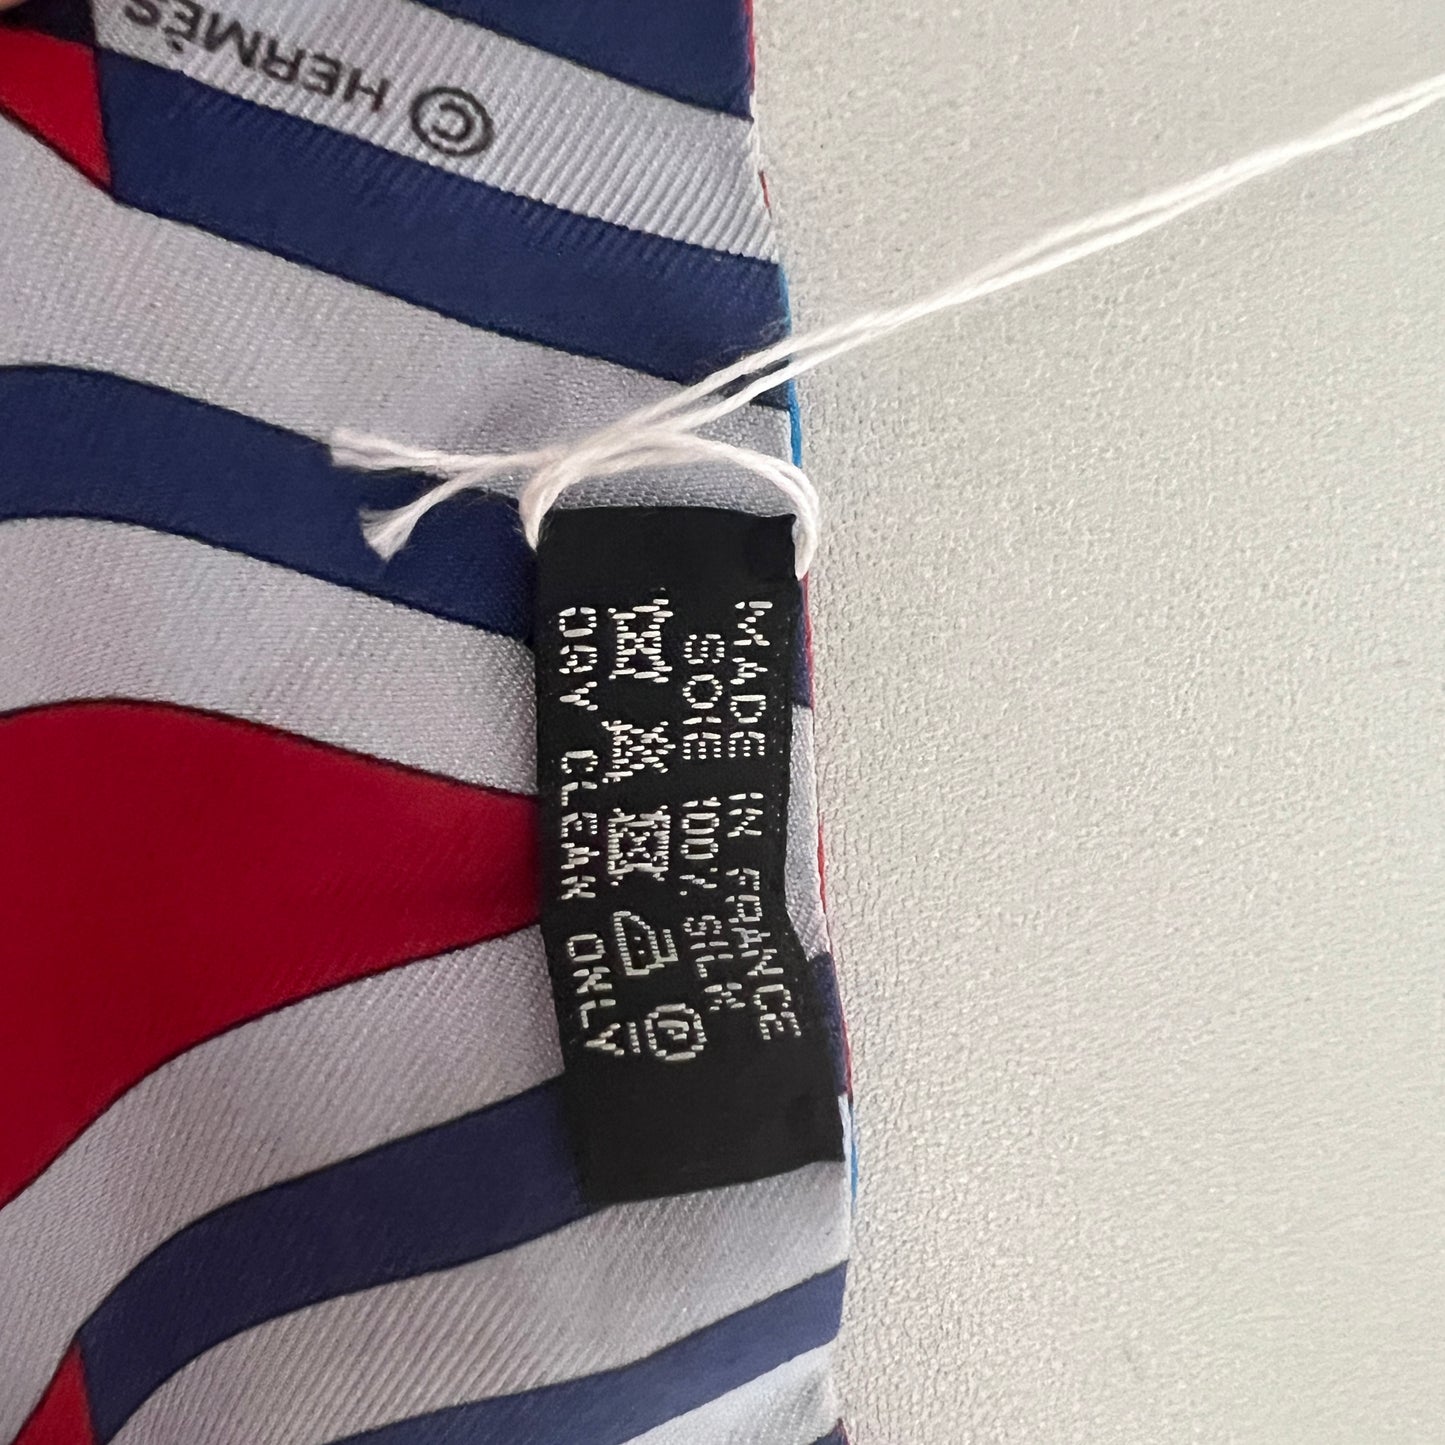 © HERMÈS
MADE IN FRANCE
SOIE 100% SILK
P
DRY CLEAN ONLY